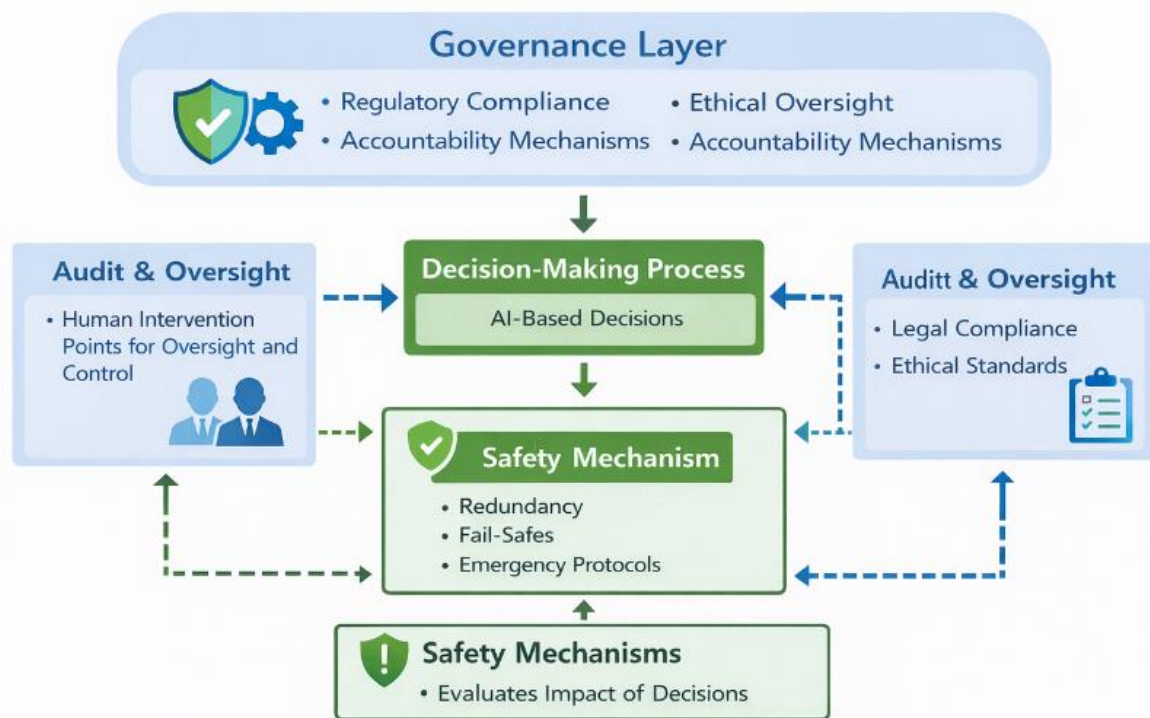 Governance Layer
• Regulatory Compliance
• Accountability Mechanisms
• Ethical Oversight
• Accountability Mechanisms
Audit & Oversight
• Human Intervention
Points for Oversight and
Control
Decision-Making Process
AI-Based Decisions
Auditt & Oversight
• Legal Compliance
• Ethical Standards
Safety Mechanism
• Redundancy
• Fail-Safes
• Emergency Protocols
Safety Mechanisms
• Evaluates Impact of Decisions